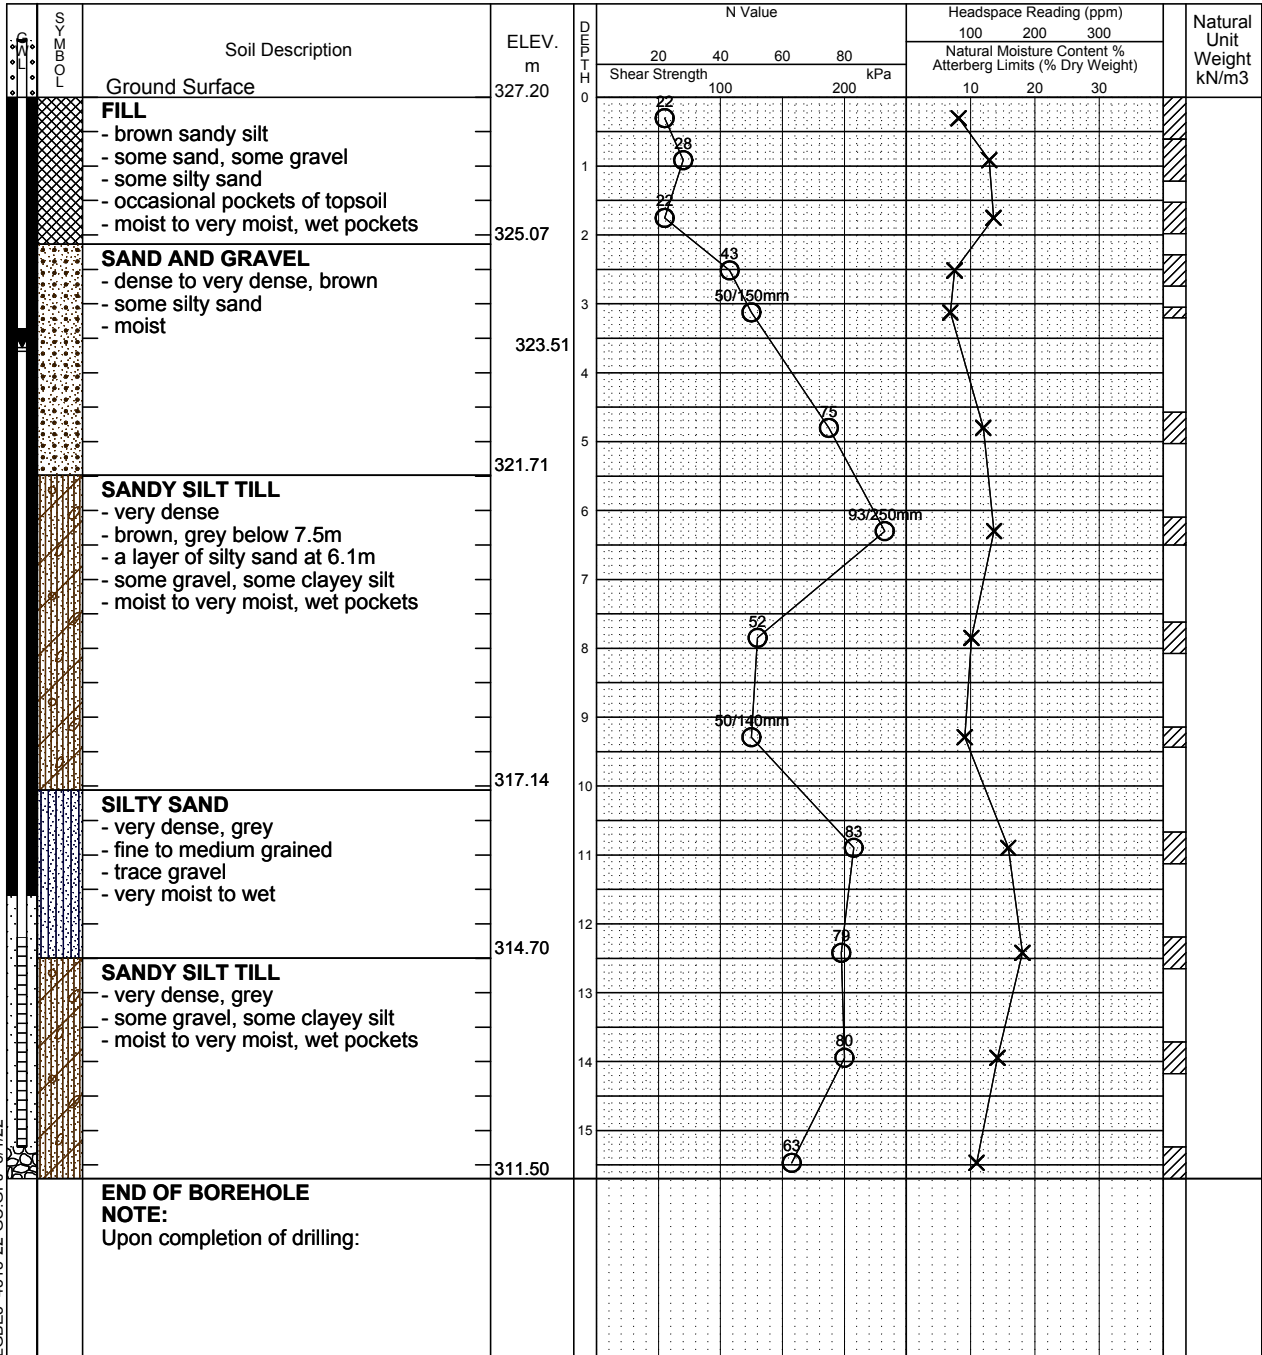 GWL
SYMBOL
Soil Description
Ground Surface
ELEV.
m
327.20
DEPTH
N Value
20 40 60 80
Shear Strength kPa
100 200
Headspace Reading (ppm)
100 200 300
Natural Moisture Content %
Atterberg Limits (% Dry Weight)
10 20 30
Natural
Unit
Weight
kN/m3
0
FILL
- brown sandy silt
- some sand, some gravel
- some silty sand
- occasional pockets of topsoil
- moist to very moist, wet pockets
325.07
22
28
1
22
2
SAND AND GRAVEL
- dense to very dense, brown
- some silty sand
- moist
323.51
43
50/150mm
3
4
75
5
321.71
SANDY SILT TILL
- very dense
- brown, grey below 7.5m
- a layer of silty sand at 6.1m
- some gravel, some clayey silt
- moist to very moist, wet pockets
6
93/250mm
7
52
8
9
50/140mm
317.14
10
SILTY SAND
- very dense, grey
- fine to medium grained
- trace gravel
- very moist to wet
83
11
12
79
314.70
SANDY SILT TILL
- very dense, grey
- some gravel, some clayey silt
- moist to very moist, wet pockets
13
80
14
15
63
311.50
END OF BOREHOLE
NOTE:
Upon completion of drilling: